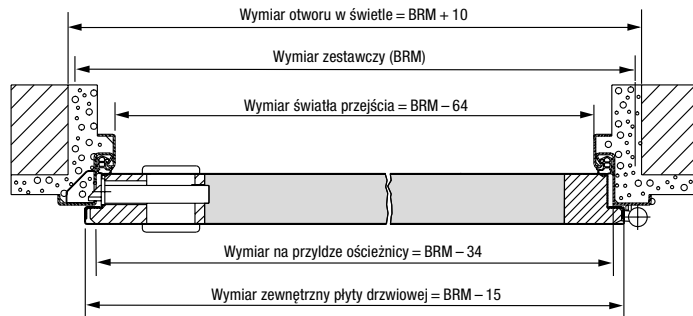 Wymiar otworu w świetle = BRM + 10
Wymiar zestawczy (BRM)
Wymiar światła przejścia = BRM – 64
Wymiar na przyldze ościeżnicy = BRM – 34
Wymiar zewnętrzny płyty drzwiowej = BRM – 15